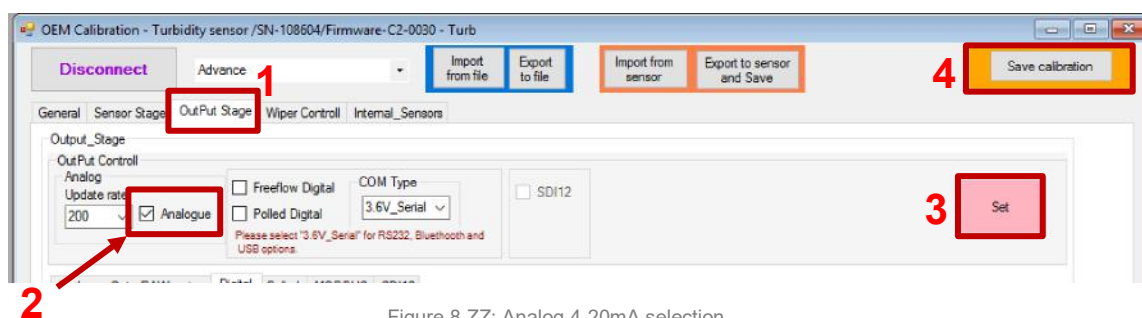 OEM Calibration - Turbidity sensor /SN-108604/Firmware-C2-0030 - Turb
Disconnect
Advance
1
Import from file
Export to file
Import from sensor
Export to sensor and Save
4
Save calibration
General Sensor Stage OutPut Stage Wiper Controll Internal_Sensors
Output_Stage
OutPut Controll
Analog
Update rate
200
Analogue
Freeflow Digital
Polled Digital
COM Type
3.6V_Serial
Please select "3.6V_Serial" for RS232, Bluethooth and
USB options.
SDI12
3
Set
Digital
2
Figure 8 ZZ: Analog 4-20mA selection